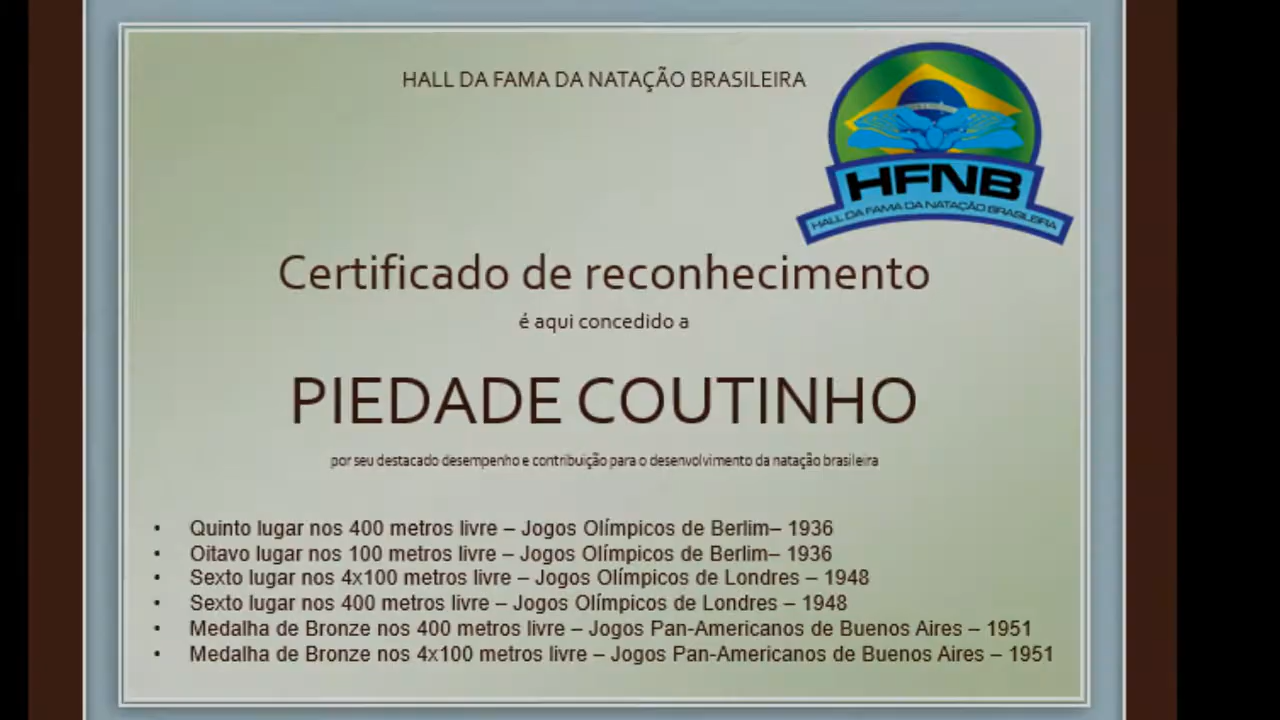 HALL DA FAMA DA NATAÇÃO BRASILEIRA
HFNB
HALL DA FAMA DA NATAÇÃO BRASILEIRA
Certificado de reconhecimento
é aqui concedido a
PIEDADE COUTINHO
por seu destacado desempenho e contribuição para o desenvolvimento da natação brasileira
• Quinto lugar nos 400 metros livre – Jogos Olímpicos de Berlim– 1936
• Oitavo lugar nos 100 metros livre – Jogos Olímpicos de Berlim– 1936
• Sexto lugar nos 4x100 metros livre – Jogos Olímpicos de Londres – 1948
• Sexto lugar nos 400 metros livre – Jogos Olímpicos de Londres – 1948
• Medalha de Bronze nos 400 metros livre – Jogos Pan-Americanos de Buenos Aires – 1951
• Medalha de Bronze nos 4x100 metros livre – Jogos Pan-Americanos de Buenos Aires – 1951